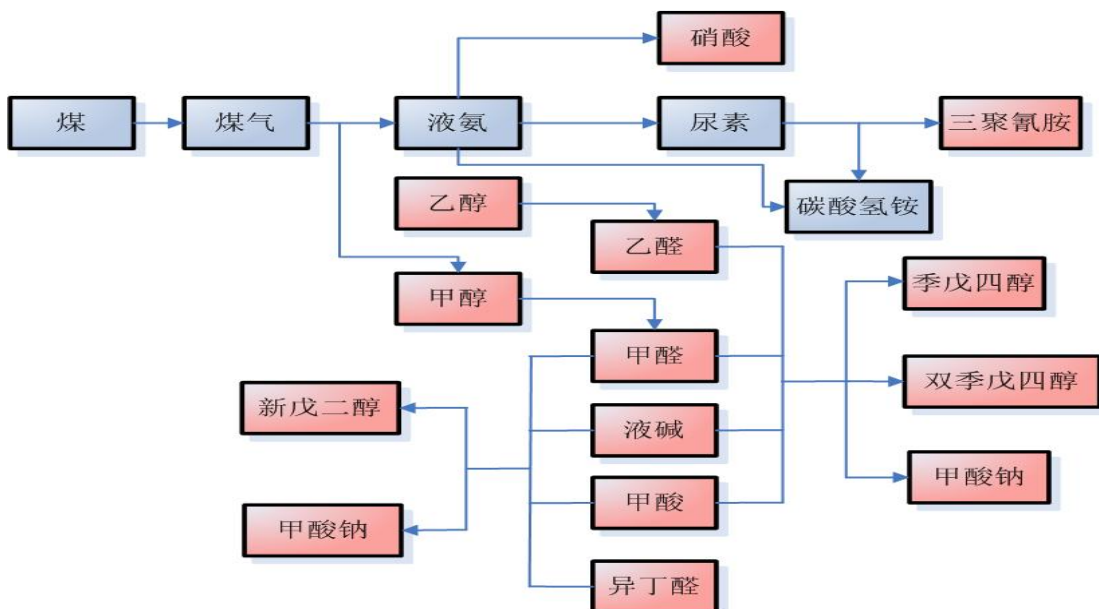 硝酸
煤
煤气
液氨
尿素
三聚氰胺
乙醇
碳酸氢铵
乙醛
甲醇
季戊四醇
甲醛
双季戊四醇
新戊二醇
液碱
甲酸钠
甲酸
甲酸钠
异丁醛